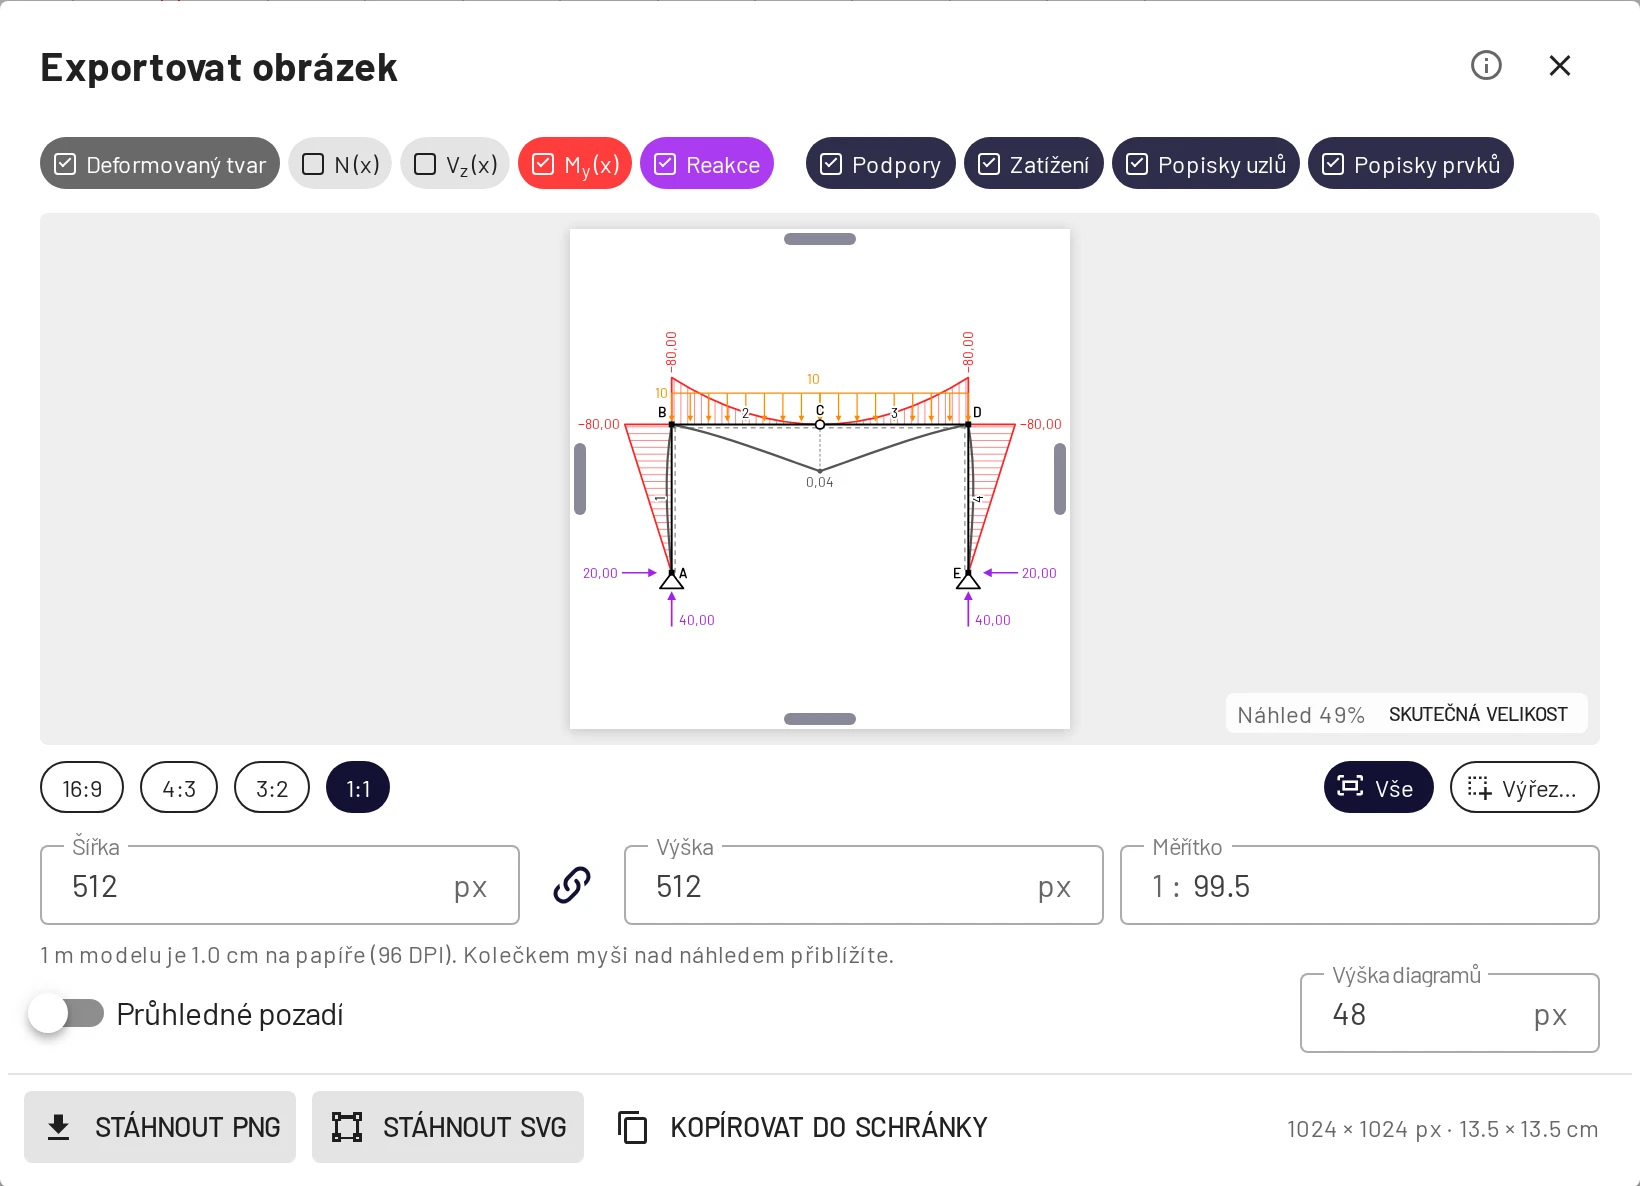 Exportovat obrázek
Deformovaný tvar
N(x)
Vz(x)
My(x)
Reakce
Podpory
Zatížení
Popisky uzlů
Popisky prvků
−80,00
−80,00
10
10
B
2
C
3
D
−80,00
−80,00
0,04
1
4
20,00
A
E
20,00
40,00
40,00
Náhled 49% SKUTEČNÁ VELIKOST
16:9
4:3
3:2
1:1
Vše
Výřez...
Šířka
512 px
Výška
512 px
Měřítko
1 : 99.5
1 m modelu je 1.0 cm na papíře (96 DPI). Kolečkem myši nad náhledem přiblížíte.
Průhledné pozadí
Výška diagramů
48 px
STÁHNOUT PNG
STÁHNOUT SVG
KOPÍROVAT DO SCHRÁNKY
1024 × 1024 px · 13.5 × 13.5 cm